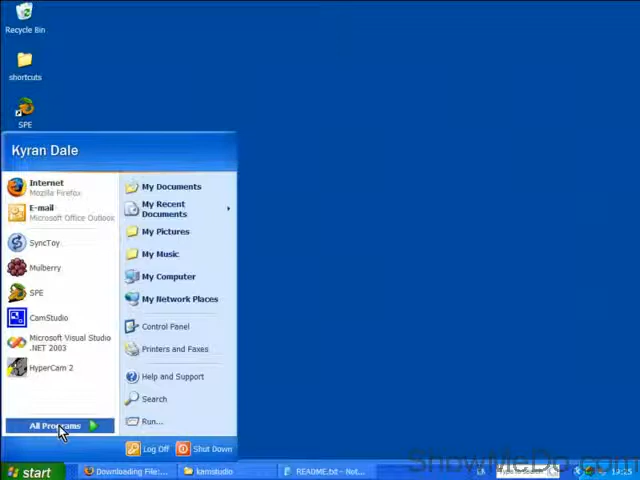 Recycle Bin
shortcuts
SPE
Kyran Dale
Internet
Mozilla Firefox
E-mail
Microsoft Office Outlook
SyncToy
Mulberry
SPE
CamStudio
Microsoft Visual Studio
.NET 2003
HyperCam 2
All Programs
My Documents
My Recent
Documents
My Pictures
My Music
My Computer
My Network Places
Control Panel
Printers and Faxes
Help and Support
Search
Run...
Log Off
Shut Down
start
Downloading File:...
kamstudio
README.txt - Not...
EN
19:25
ShowMeDo.com